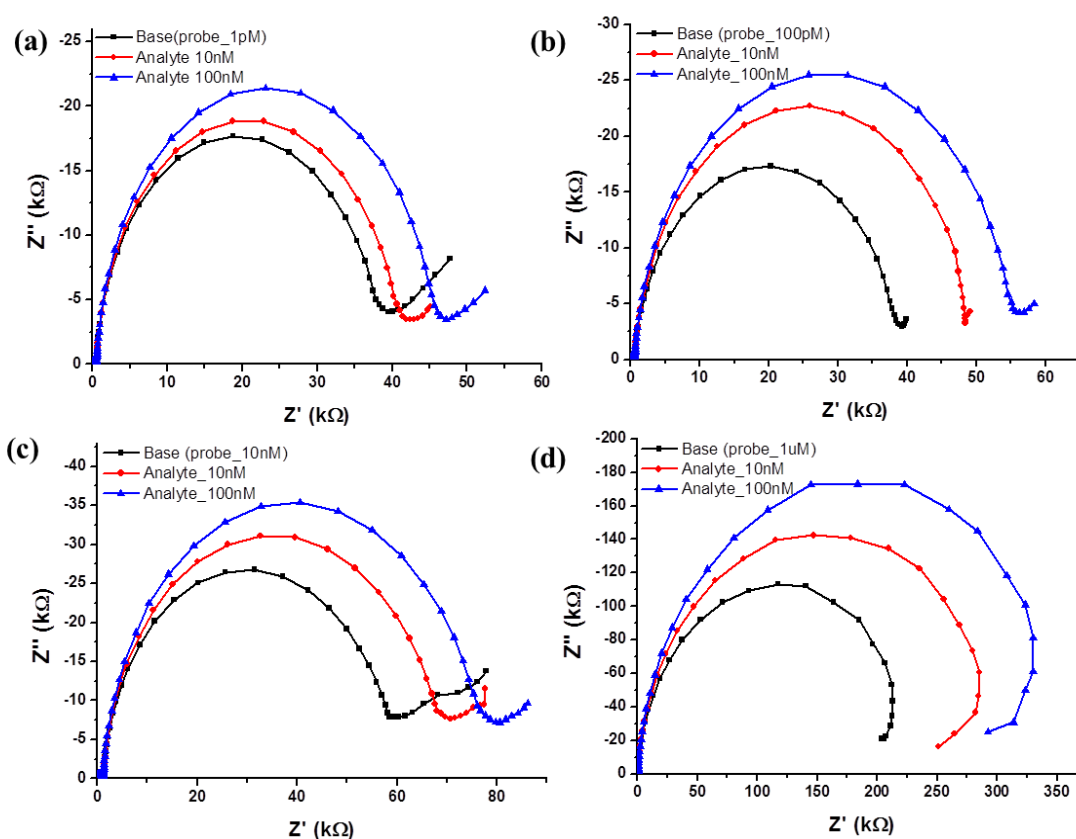 (a)
Base(probe_1pM)
Analyte 10nM
Analyte 100nM
-25
-20
-15
-10
-5
0
Z'' (kΩ)
0 10 20 30 40 50 60
Z' (kΩ)
(b)
Base (probe_100pM)
Analyte_10nM
Analyte_100nM
-30
-25
-20
-15
-10
-5
0
Z'' (kΩ)
0 20 40 60
Z' (kΩ)
(c)
Base (probe_10nM)
Analyte_10nM
Analyte_100nM
-40
-35
-30
-25
-20
-15
-10
-5
0
Z'' (kΩ)
0 20 40 60 80
Z' (kΩ)
(d)
Base (probe_1uM)
Analyte_10nM
Analyte_100nM
-200
-180
-160
-140
-120
-100
-80
-60
-40
-20
0
Z'' (kΩ)
0 50 100 150 200 250 300 350
Z' (kΩ)